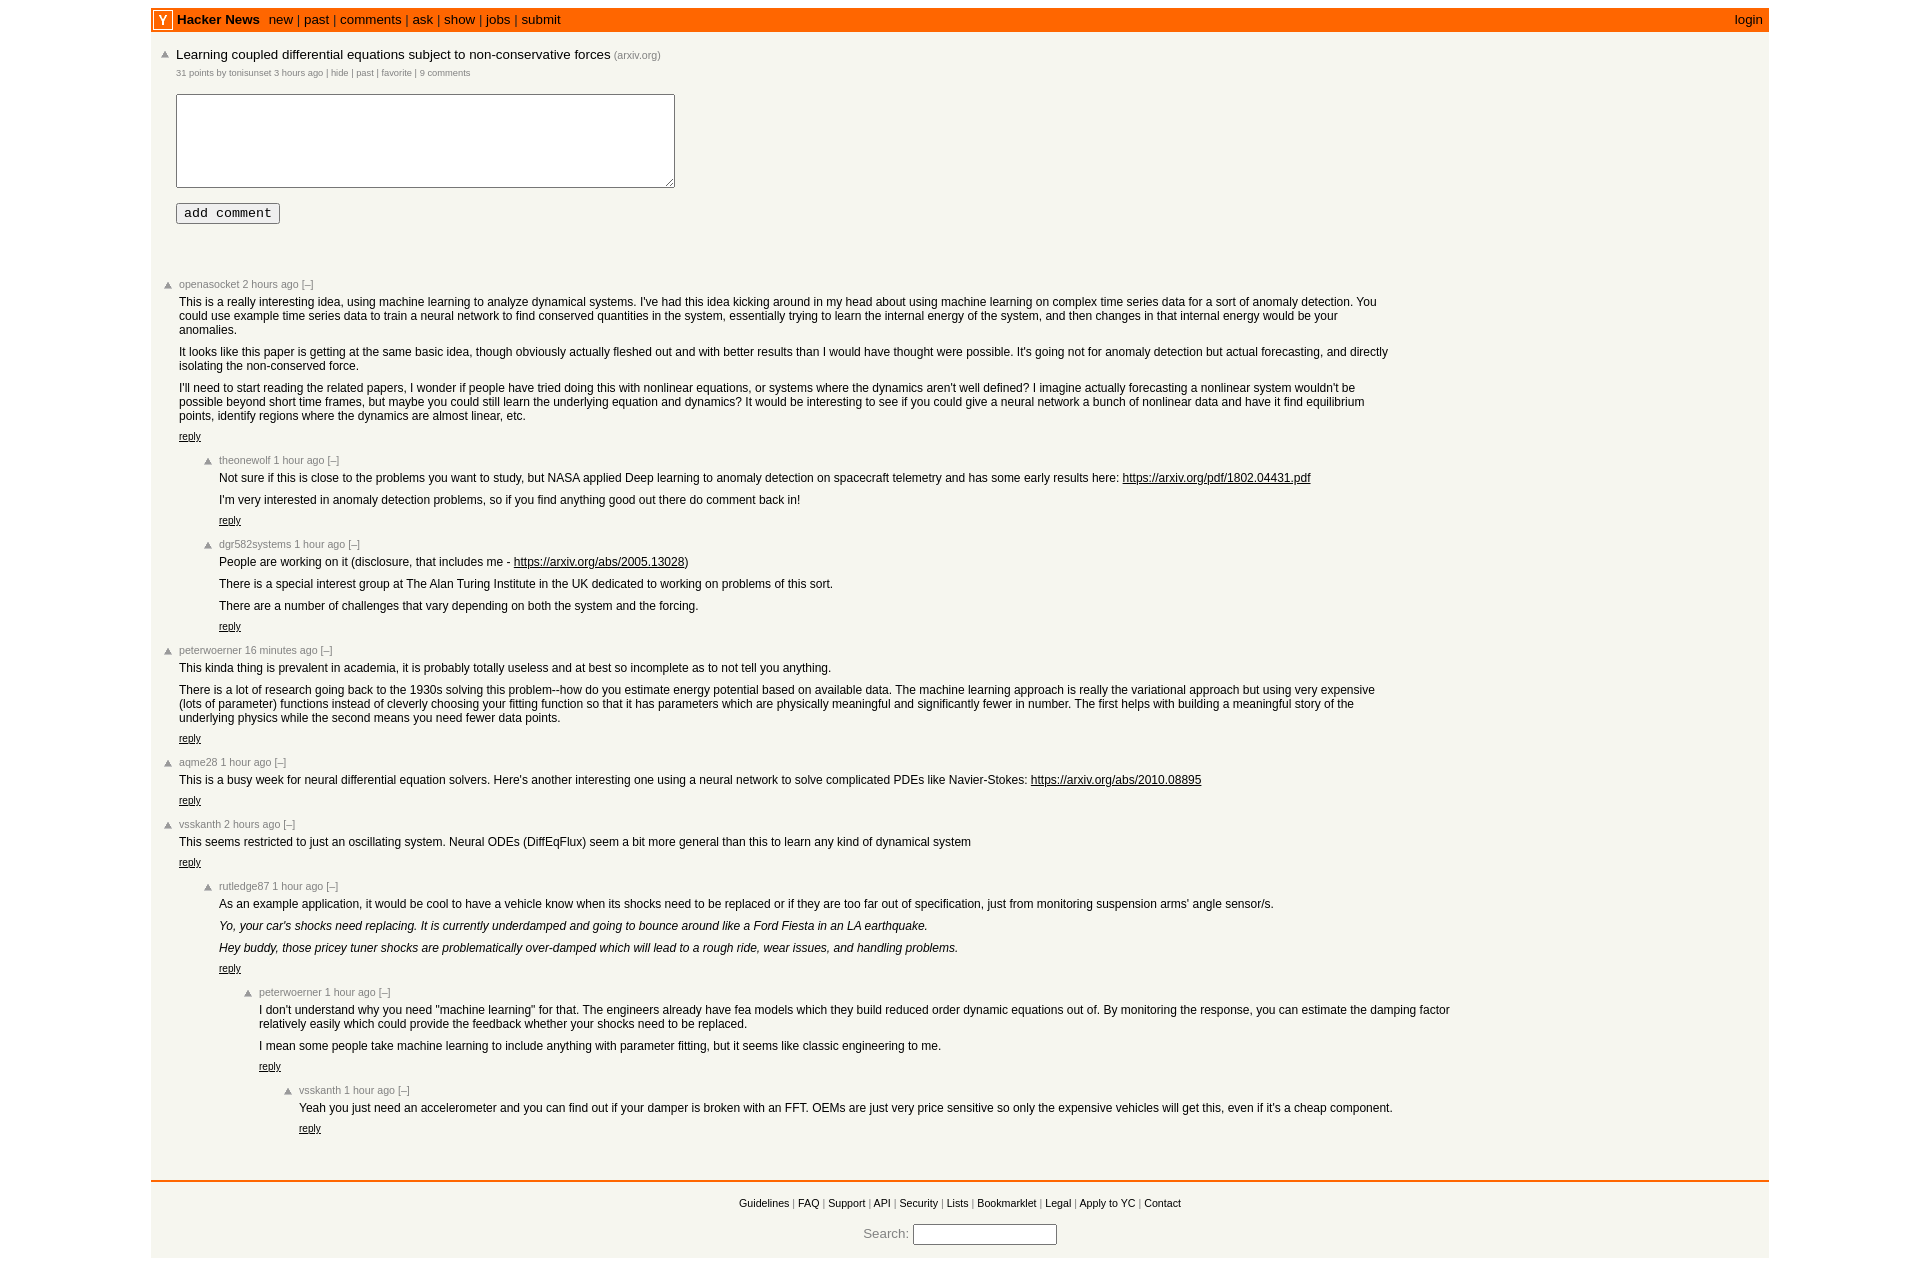 Y Hacker News new | past | comments | ask | show | jobs | submit login
Learning coupled differential equations subject to non-conservative forces (arxiv.org)
31 points by tonisunset 3 hours ago | hide | past | favorite | 9 comments
add comment
openasocket 2 hours ago [–]
This is a really interesting idea, using machine learning to analyze dynamical systems. I've had this idea kicking around in my head about using machine learning on complex time series data for a sort of anomaly detection. You
could use example time series data to train a neural network to find conserved quantities in the system, essentially trying to learn the internal energy of the system, and then changes in that internal energy would be your
anomalies.
It looks like this paper is getting at the same basic idea, though obviously actually fleshed out and with better results than I would have thought were possible. It's going not for anomaly detection but actual forecasting, and directly
isolating the non-conserved force.
I'll need to start reading the related papers, I wonder if people have tried doing this with nonlinear equations, or systems where the dynamics aren't well defined? I imagine actually forecasting a nonlinear system wouldn't be
possible beyond short time frames, but maybe you could still learn the underlying equation and dynamics? It would be interesting to see if you could give a neural network a bunch of nonlinear data and have it find equilibrium
points, identify regions where the dynamics are almost linear, etc.
reply
theonewolf 1 hour ago [–]
Not sure if this is close to the problems you want to study, but NASA applied Deep learning to anomaly detection on spacecraft telemetry and has some early results here: https://arxiv.org/pdf/1802.04431.pdf
I'm very interested in anomaly detection problems, so if you find anything good out there do comment back in!
reply
dgr582systems 1 hour ago [–]
People are working on it (disclosure, that includes me - https://arxiv.org/abs/2005.13028)
There is a special interest group at The Alan Turing Institute in the UK dedicated to working on problems of this sort.
There are a number of challenges that vary depending on both the system and the forcing.
reply
peterwoerner 16 minutes ago [–]
This kinda thing is prevalent in academia, it is probably totally useless and at best so incomplete as to not tell you anything.
There is a lot of research going back to the 1930s solving this problem--how do you estimate energy potential based on available data. The machine learning approach is really the variational approach but using very expensive
(lots of parameter) functions instead of cleverly choosing your fitting function so that it has parameters which are physically meaningful and significantly fewer in number. The first helps with building a meaningful story of the
underlying physics while the second means you need fewer data points.
reply
aqme28 1 hour ago [–]
This is a busy week for neural differential equation solvers. Here's another interesting one using a neural network to solve complicated PDEs like Navier-Stokes: https://arxiv.org/abs/2010.08895
reply
vsskanth 2 hours ago [–]
This seems restricted to just an oscillating system. Neural ODEs (DiffEqFlux) seem a bit more general than this to learn any kind of dynamical system
reply
rutledge87 1 hour ago [–]
As an example application, it would be cool to have a vehicle know when its shocks need to be replaced or if they are too far out of specification, just from monitoring suspension arms' angle sensor/s.
Yo, your car's shocks need replacing. It is currently underdamped and going to bounce around like a Ford Fiesta in an LA earthquake.
Hey buddy, those pricey tuner shocks are problematically over-damped which will lead to a rough ride, wear issues, and handling problems.
reply
peterwoerner 1 hour ago [–]
I don't understand why you need "machine learning" for that. The engineers already have fea models which they build reduced order dynamic equations out of. By monitoring the response, you can estimate the damping factor
relatively easily which could provide the feedback whether your shocks need to be replaced.
I mean some people take machine learning to include anything with parameter fitting, but it seems like classic engineering to me.
reply
vsskanth 1 hour ago [–]
Yeah you just need an accelerometer and you can find out if your damper is broken with an FFT. OEMs are just very price sensitive so only the expensive vehicles will get this, even if it's a cheap component.
reply
Guidelines | FAQ | Support | API | Security | Lists | Bookmarklet | Legal | Apply to YC | Contact
Search: